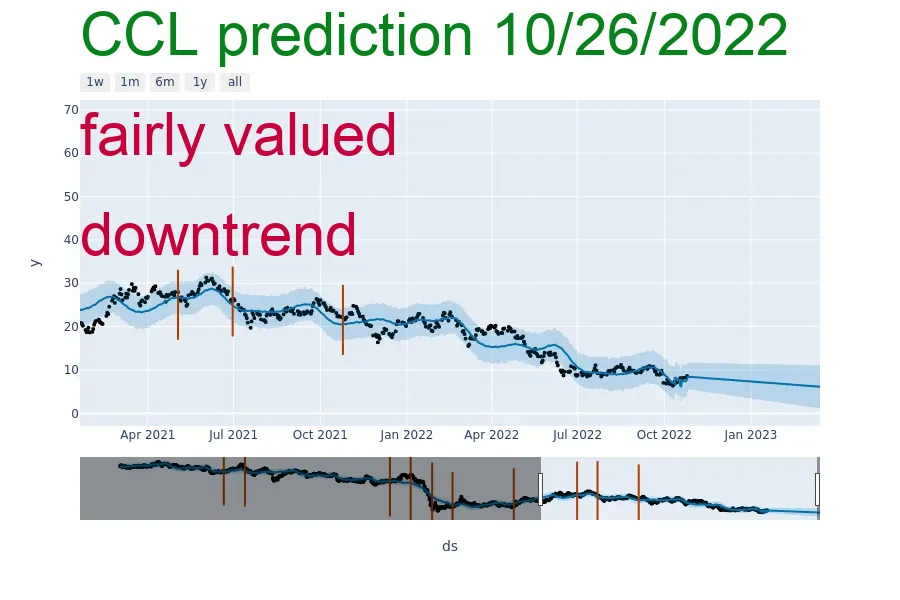 CCL prediction 10/26/2022
1w 1m 6m 1y all
70
fairly valued
60
50
downtrend
40
y
30
20
10
0
Apr 2021 Jul 2021 Oct 2021 Jan 2022 Apr 2022 Jul 2022 Oct 2022 Jan 2023
ds